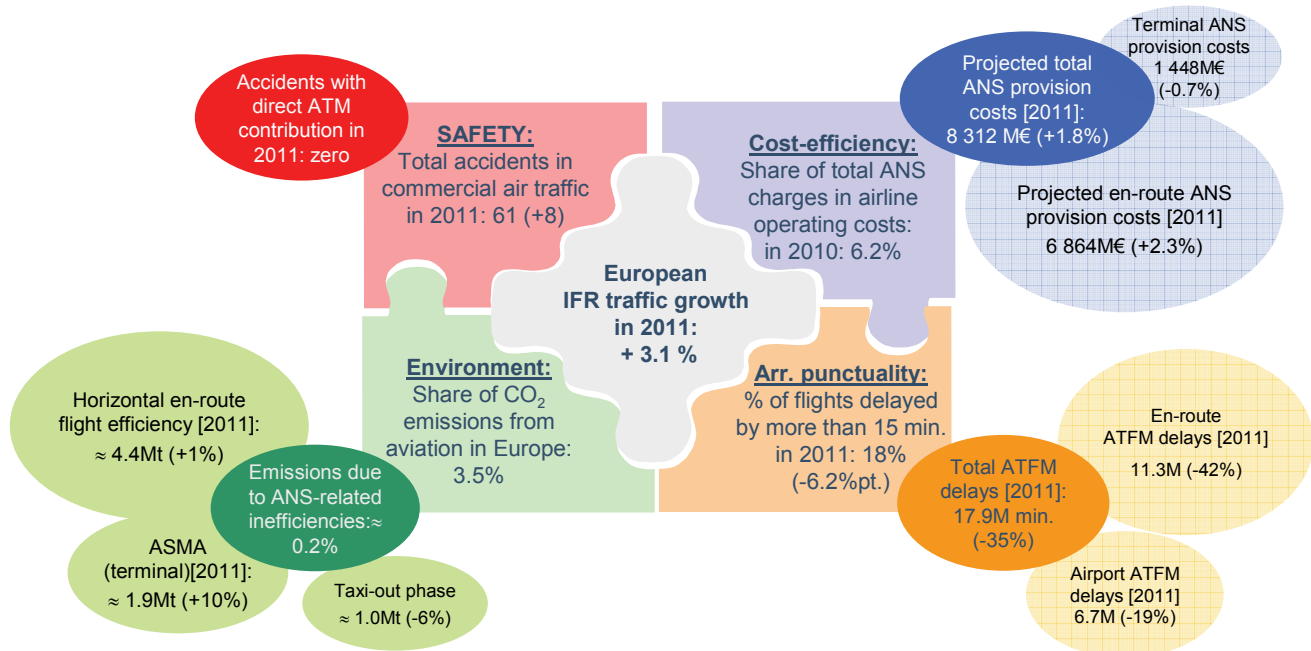 Accidents with
direct ATM
contribution in
2011: zero
SAFETY:
Total accidents in
commercial air traffic
in 2011: 61 (+8)
Cost-efficiency:
Share of total ANS
charges in airline
operating costs:
in 2010: 6.2%
Projected total
ANS provision
costs [2011]:
8 312 M€ (+1.8%)
Terminal ANS
provision costs
1 448M€
(-0.7%)
Projected en-route ANS
provision costs [2011]
6 864M€ (+2.3%)
European
IFR traffic growth
in 2011:
+ 3.1 %
Environment:
Share of CO₂
emissions from
aviation in Europe:
3.5%
Arr. punctuality:
% of flights delayed
by more than 15 min.
in 2011: 18%
(-6.2%pt.)
Horizontal en-route
flight efficiency [2011]:
≈ 4.4Mt (+1%)
Emissions due
to ANS-related
inefficiencies:≈
0.2%
ASMA
(terminal)[2011]:
≈ 1.9Mt (+10%)
Taxi-out phase
≈ 1.0Mt (-6%)
Total ATFM
delays [2011]:
17.9M min.
(-35%)
En-route
ATFM delays [2011]
11.3M (-42%)
Airport ATFM
delays [2011]
6.7M (-19%)